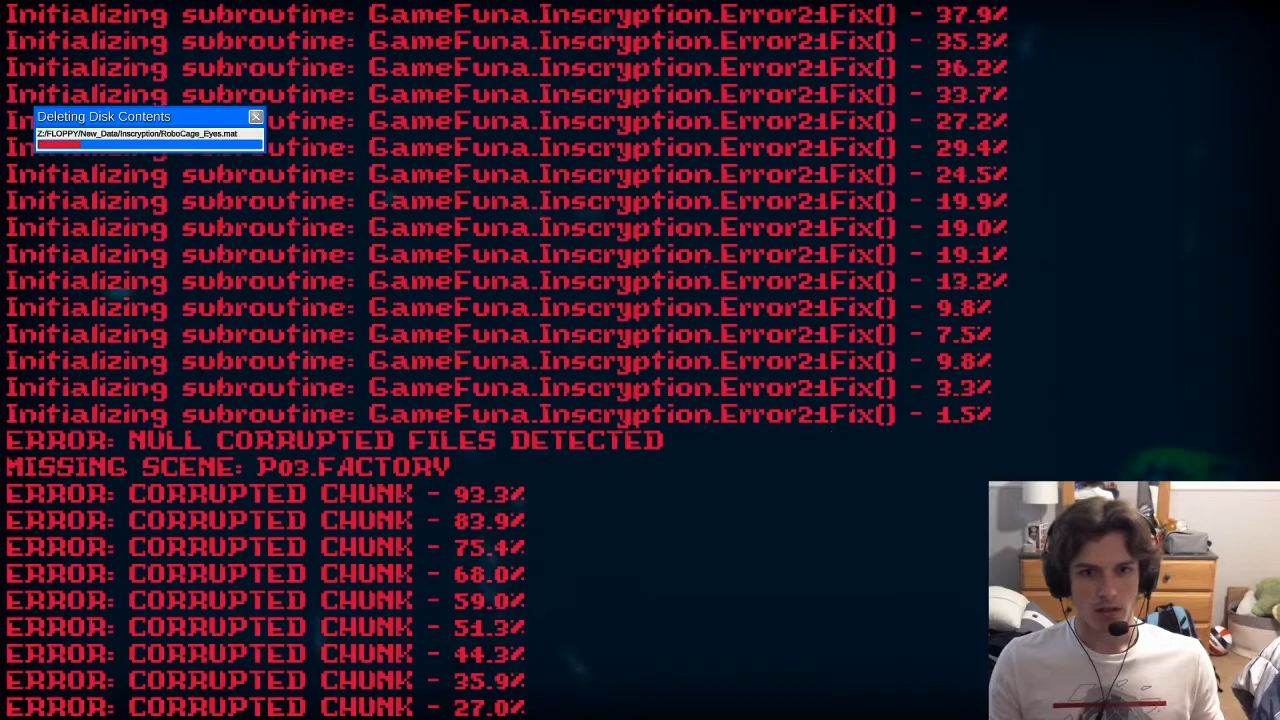 Initializing subroutine: GameFuna.Inscryption.Error21Fix() - 37.9%
Initializing subroutine: GameFuna.Inscryption.Error21Fix() - 35.3%
Initializing subroutine: GameFuna.Inscryption.Error21Fix() - 36.2%
Initializing subroutine: GameFuna.Inscryption.Error21Fix() - 33.7%
Deleting Disk Contents
Z:/FLOPPY/New_Data/Inscryption/RoboCage_Eyes.mat
subroutine: GameFuna.Inscryption.Error21Fix() - 27.2%
GameFuna.Inscryption.Error21Fix() - 29.4%
Initializing subroutine: GameFuna.Inscryption.Error21Fix() - 24.5%
Initializing subroutine: GameFuna.Inscryption.Error21Fix() - 19.9%
Initializing subroutine: GameFuna.Inscryption.Error21Fix() - 19.0%
Initializing subroutine: GameFuna.Inscryption.Error21Fix() - 19.1%
Initializing subroutine: GameFuna.Inscryption.Error21Fix() - 13.2%
Initializing subroutine: GameFuna.Inscryption.Error21Fix() - 9.8%
Initializing subroutine: GameFuna.Inscryption.Error21Fix() - 7.5%
Initializing subroutine: GameFuna.Inscryption.Error21Fix() - 9.8%
Initializing subroutine: GameFuna.Inscryption.Error21Fix() - 3.3%
Initializing subroutine: GameFuna.Inscryption.Error21Fix() - 1.5%
ERROR: NULL CORRUPTED FILES DETECTED
MISSING SCENE: P03.FACTORY
ERROR: CORRUPTED CHUNK - 93.3%
ERROR: CORRUPTED CHUNK - 83.9%
ERROR: CORRUPTED CHUNK - 75.4%
ERROR: CORRUPTED CHUNK - 68.0%
ERROR: CORRUPTED CHUNK - 59.0%
ERROR: CORRUPTED CHUNK - 51.3%
ERROR: CORRUPTED CHUNK - 44.3%
ERROR: CORRUPTED CHUNK - 35.9%
ERROR: CORRUPTED CHUNK - 27.0%